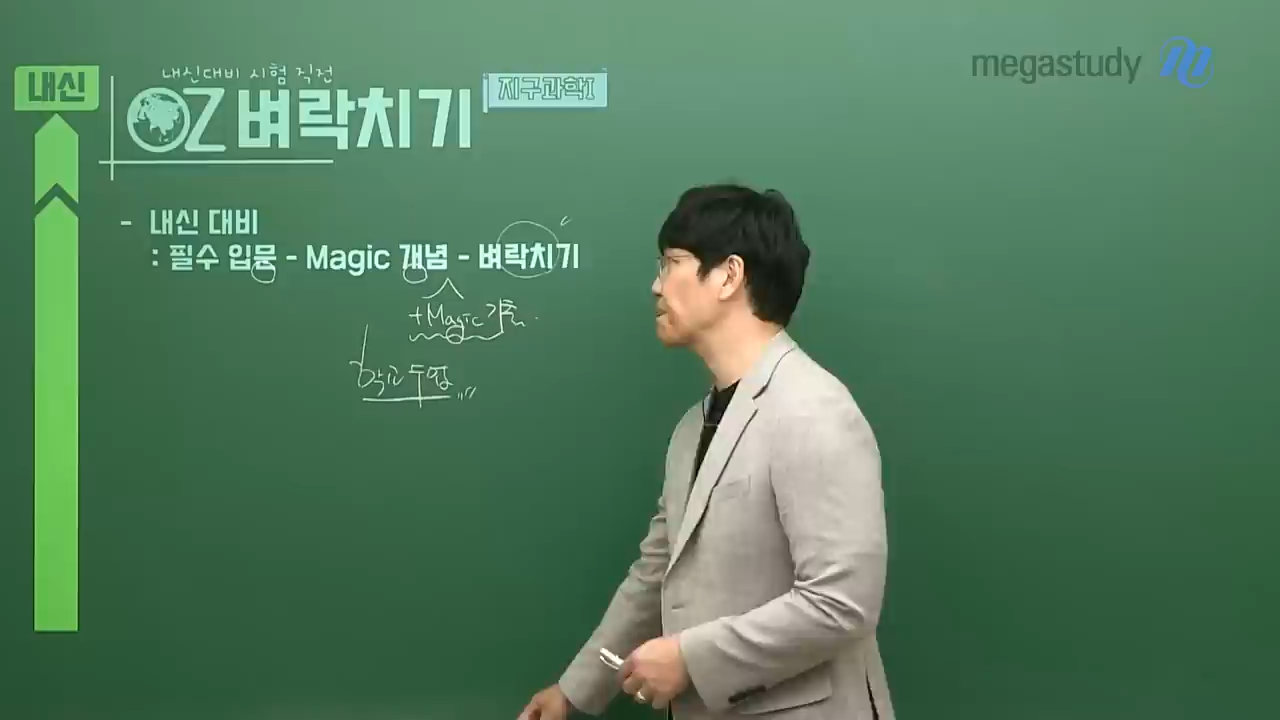 megastudy
내신
내신대비 시험 직전
OZ 벼락치기
지구과학I
- 내신 대비
: 필수 입문 - Magic 개념 - 벼락치기
+Magic 기출.
학교 수업